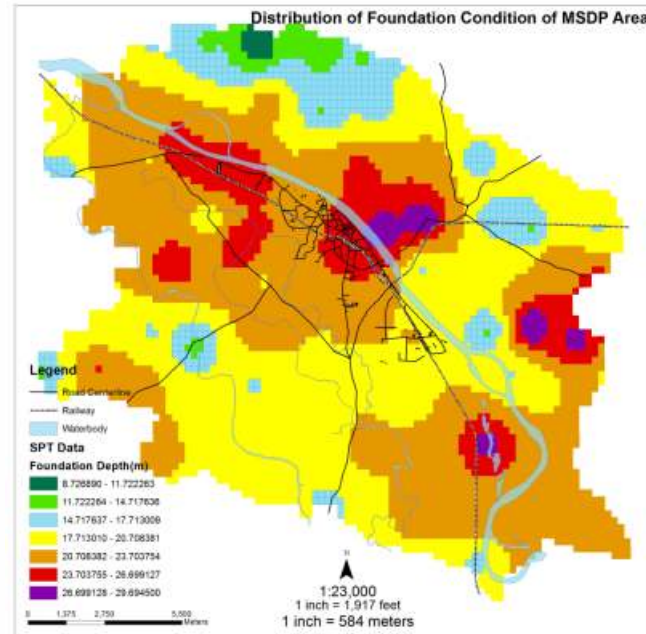 Distribution of Foundation Condition of MSDP Area
Legend
Road Centerline
Railway
Waterbody
SPT Data
Foundation Depth(m)
8.726890 - 11.722263
11.722264 - 14.717636
14.717637 - 17.713009
17.713010 - 20.708381
20.708382 - 23.703754
23.703755 - 26.699127
26.699128 - 29.694500
N
1:23,000
1 inch = 1,917 feet
1 inch = 584 meters
0 1,375 2,750 5,500
Meters